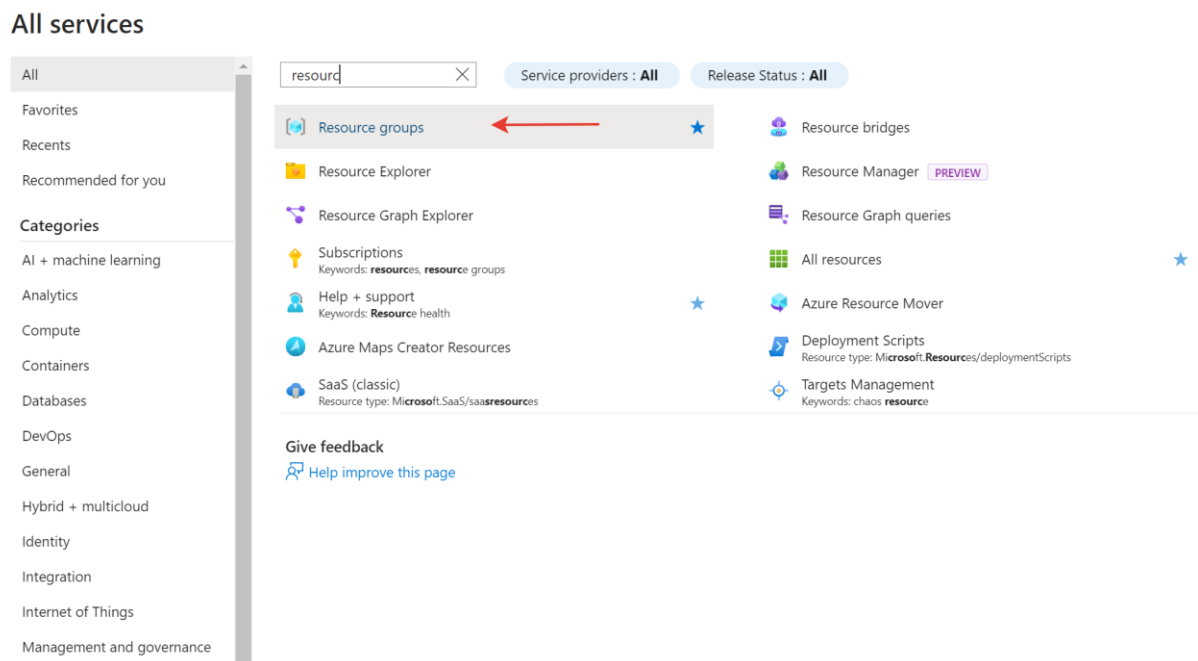 All services
All
Favorites
Recents
Recommended for you
Categories
AI + machine learning
Analytics
Compute
Containers
Databases
DevOps
General
Hybrid + multicloud
Identity
Integration
Internet of Things
Management and governance
resourc
Service providers : All
Release Status : All
Resource groups
Resource bridges
Resource Explorer
Resource Manager PREVIEW
Resource Graph Explorer
Resource Graph queries
Subscriptions
Keywords: resources, resource groups
All resources
Help + support
Keywords: Resource health
Azure Resource Mover
Azure Maps Creator Resources
Deployment Scripts
Resource type: Microsoft.Resources/deploymentScripts
SaaS (classic)
Resource type: Microsoft.SaaS/saasresources
Targets Management
Keywords: chaos resource
Give feedback
Help improve this page